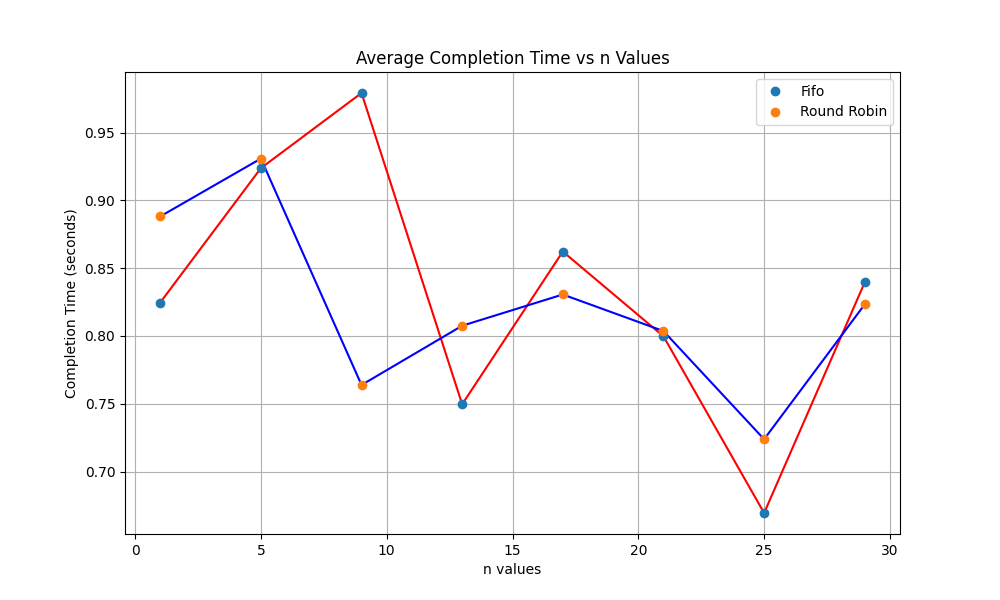 Average Completion Time vs n Values
Fifo
Round Robin
Completion Time (seconds)
0.95
0.90
0.85
0.80
0.75
0.70
0 5 10 15 20 25 30
n values